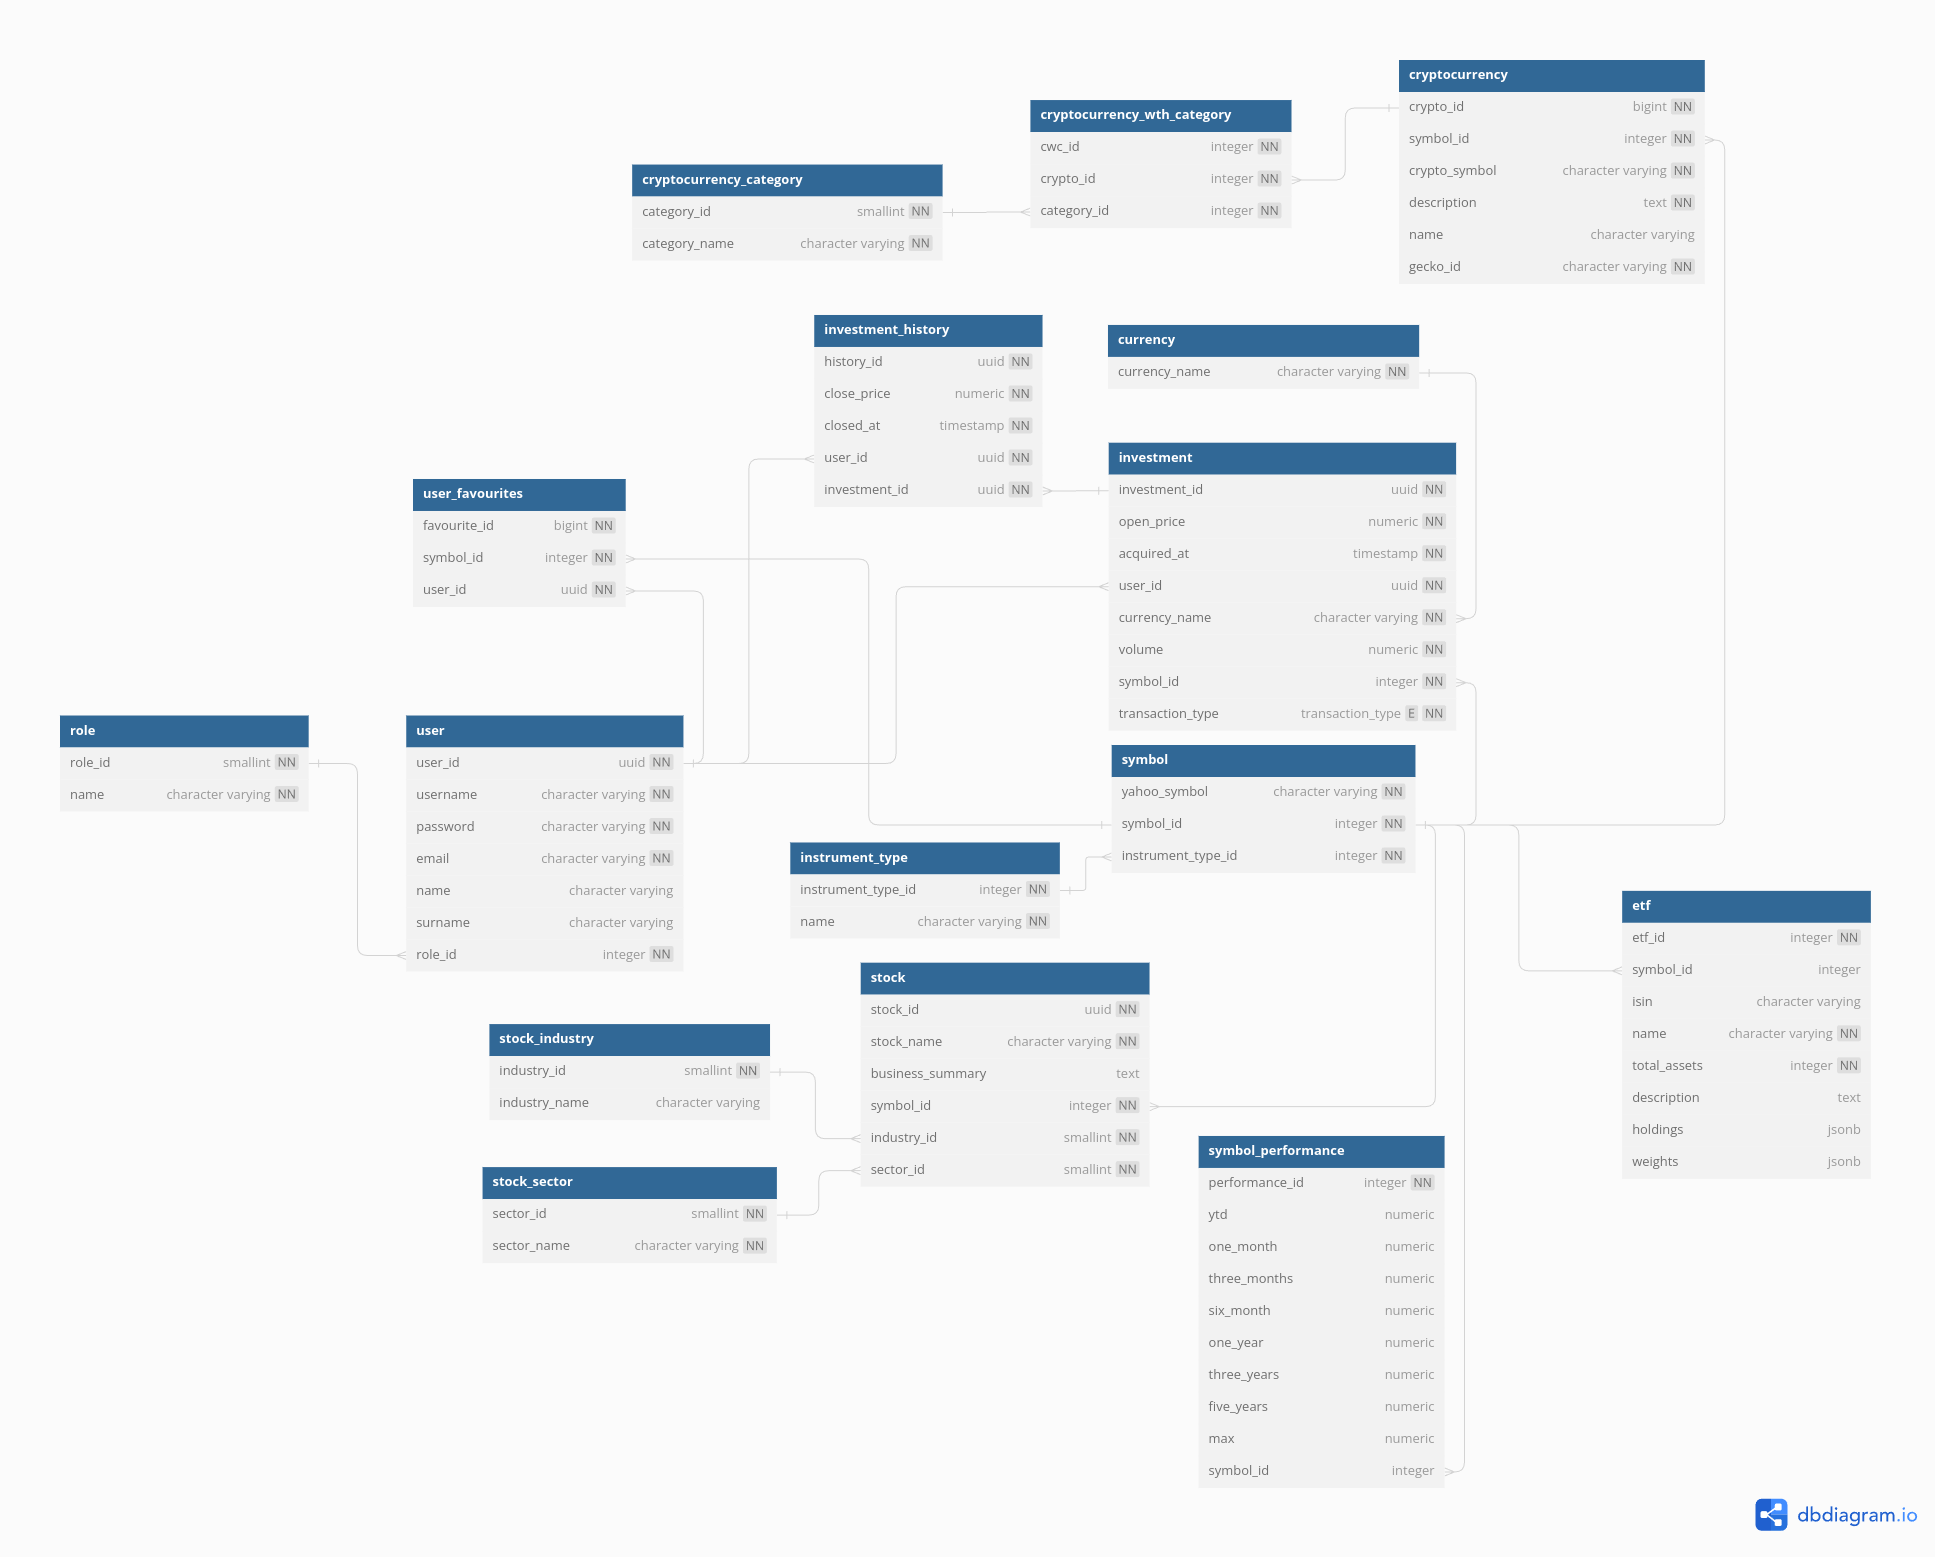 cryptocurrency
crypto_id bigint NN
symbol_id integer NN
crypto_symbol character varying NN
description text NN
name character varying
gecko_id character varying NN
cryptocurrency_wth_category
cwc_id integer NN
crypto_id integer NN
category_id integer NN
cryptocurrency_category
category_id smallint NN
category_name character varying NN
investment_history
history_id uuid NN
close_price numeric NN
closed_at timestamp NN
user_id uuid NN
investment_id uuid NN
currency
currency_name character varying NN
investment
investment_id uuid NN
open_price numeric NN
acquired_at timestamp NN
user_id uuid NN
currency_name character varying NN
volume numeric NN
symbol_id integer NN
transaction_type transaction_type E NN
user_favourites
favourite_id bigint NN
symbol_id integer NN
user_id uuid NN
role
role_id smallint NN
name character varying NN
user
user_id uuid NN
username character varying NN
password character varying NN
email character varying NN
name character varying
surname character varying
role_id integer NN
symbol
yahoo_symbol character varying NN
symbol_id integer NN
instrument_type_id integer NN
instrument_type
instrument_type_id integer NN
name character varying NN
etf
etf_id integer NN
symbol_id integer
isin character varying
name character varying NN
total_assets integer NN
description text
holdings jsonb
weights jsonb
stock
stock_id uuid NN
stock_name character varying NN
business_summary text
symbol_id integer NN
industry_id smallint NN
sector_id smallint NN
stock_industry
industry_id smallint NN
industry_name character varying
stock_sector
sector_id smallint NN
sector_name character varying NN
symbol_performance
performance_id integer NN
ytd numeric
one_month numeric
three_months numeric
six_month numeric
one_year numeric
three_years numeric
five_years numeric
max numeric
symbol_id integer
dbdiagram.io